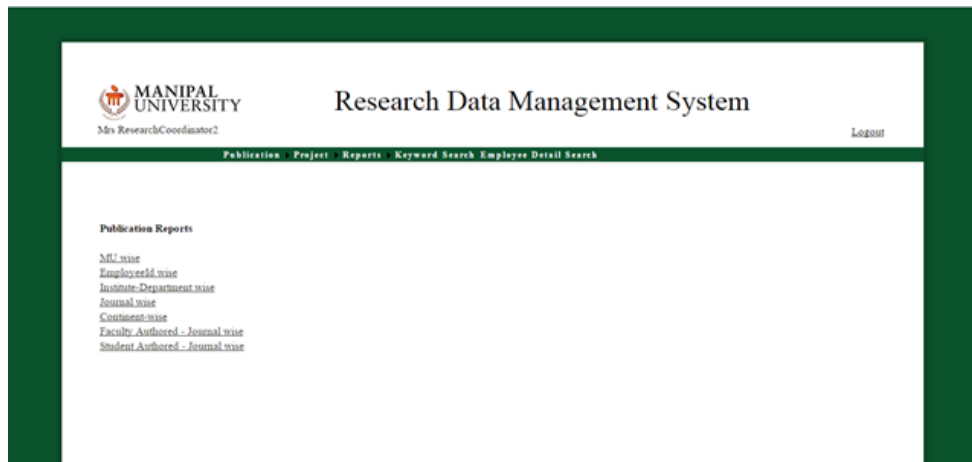 MANIPAL
UNIVERSITY
Research Data Management System
Mrs ResearchCoordinator2
Logout
Publication Project Reports Keyword Search Employee Detail Search
Publication Reports
MU wise
EmployeeId wise
Institute-Department wise
Journal wise
Continent-wise
Faculty Authored - Journal wise
Student Authored - Journal wise